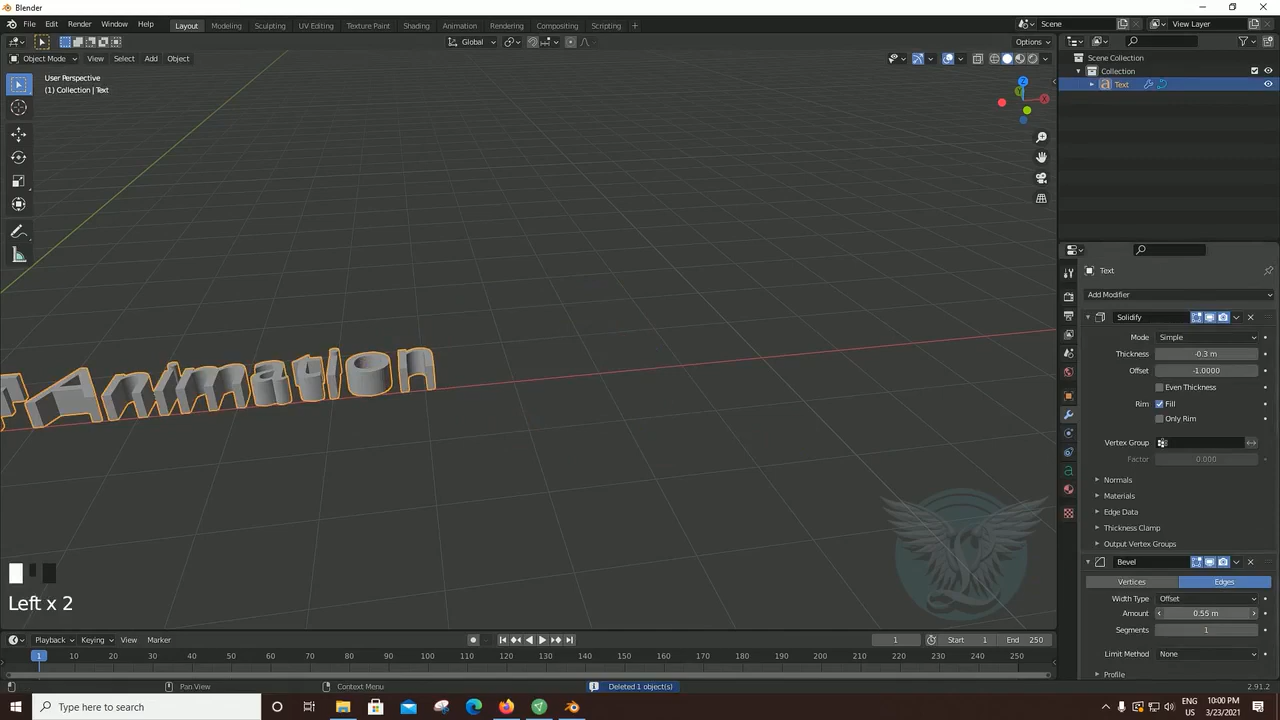 Blender
File Edit Render Window Help Layout Modeling Sculpting UV Editing Texture Paint Shading Animation Rendering Compositing Scripting + Scene View Layer
Global Options
Object Mode View Select Add Object
Scene Collection
Collection
Text
User Perspective
(1) Collection | Text
Z
Y
X
Text
Add Modifier
Solidify
Mode Simple
Thickness -0.3 m
Offset -1.0000
Even Thickness
Rim Fill
Only Rim
Vertex Group
Factor 0.000
Normals
Materials
Edge Data
Thickness Clamp
Output Vertex Groups
Bevel
Vertices Edges
Width Type Offset
Amount 0.55 m
Segments 1
Limit Method None
Profile
Animation
Left x 2
Playback Keying View Marker 1 Start 1 End 250
1 10 20 30 40 50 60 70 80 90 100 110 120 130 140 150 160 170 180 190 200 210 220 230 240 250
Pan View Context Menu Deleted 1 object(s) 2.91.2
Type here to search
ENG 10:00 PM
US 3/23/2021